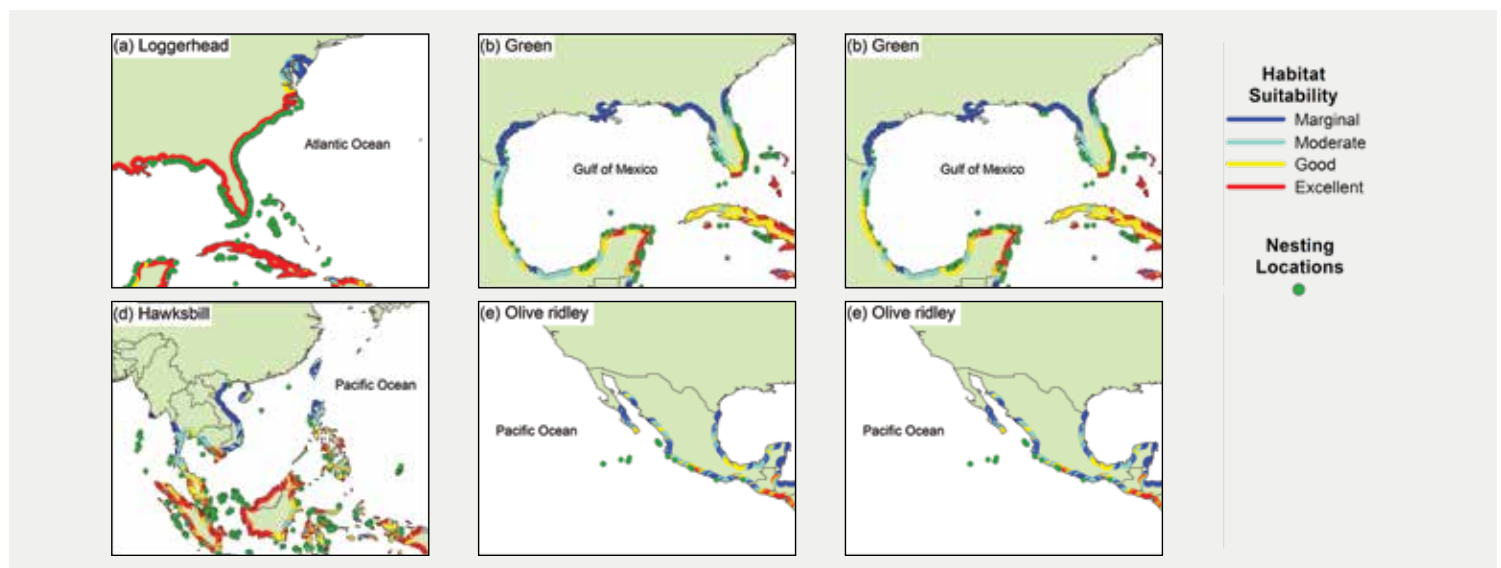 (a) Loggerhead
Atlantic Ocean
(b) Green
Gulf of Mexico
(b) Green
Gulf of Mexico
(d) Hawksbill
Pacific Ocean
(e) Olive ridley
Pacific Ocean
(e) Olive ridley
Pacific Ocean
Habitat
Suitability
Marginal
Moderate
Good
Excellent
Nesting
Locations